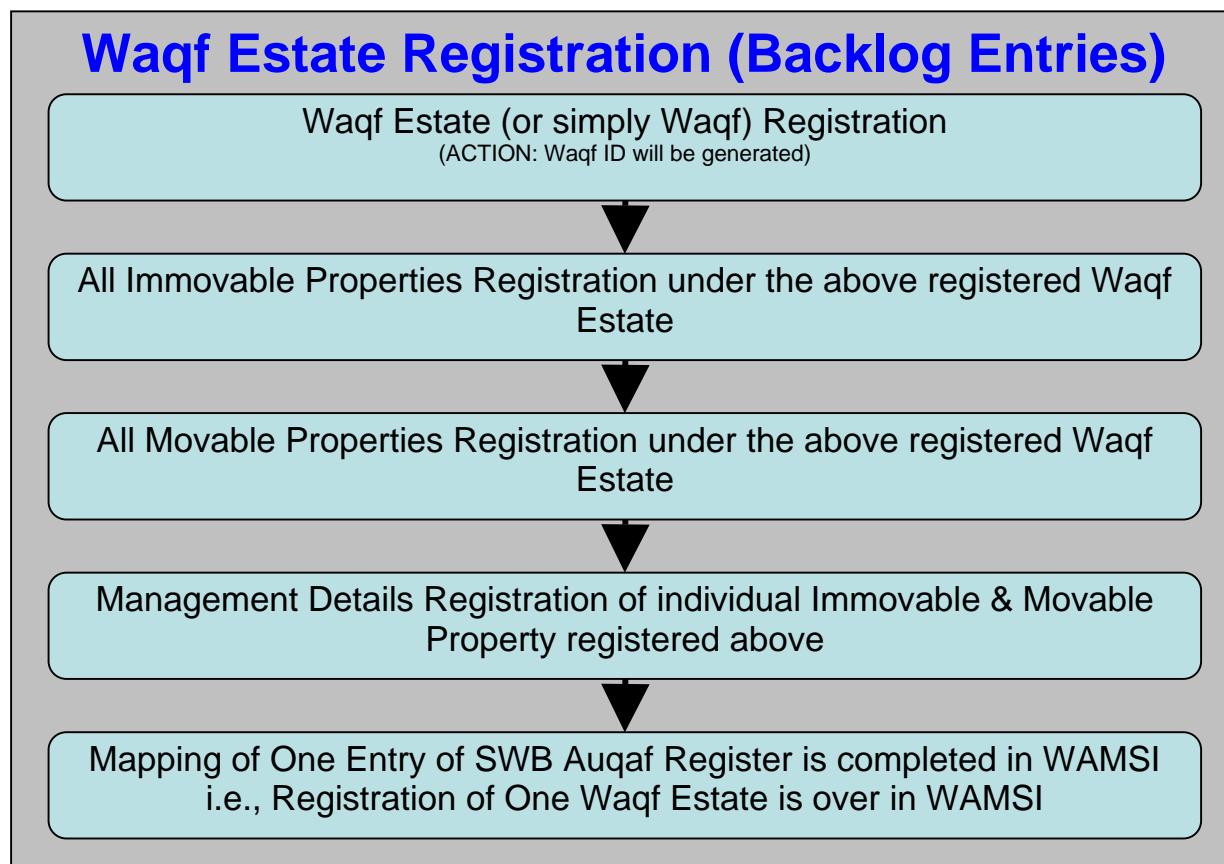 Waqf Estate Registration (Backlog Entries)
Waqf Estate (or simply Waqf) Registration
(ACTION: Waqf ID will be generated)
All Immovable Properties Registration under the above registered Waqf
Estate
All Movable Properties Registration under the above registered Waqf
Estate
Management Details Registration of individual Immovable & Movable
Property registered above
Mapping of One Entry of SWB Auqaf Register is completed in WAMSI
i.e., Registration of One Waqf Estate is over in WAMSI